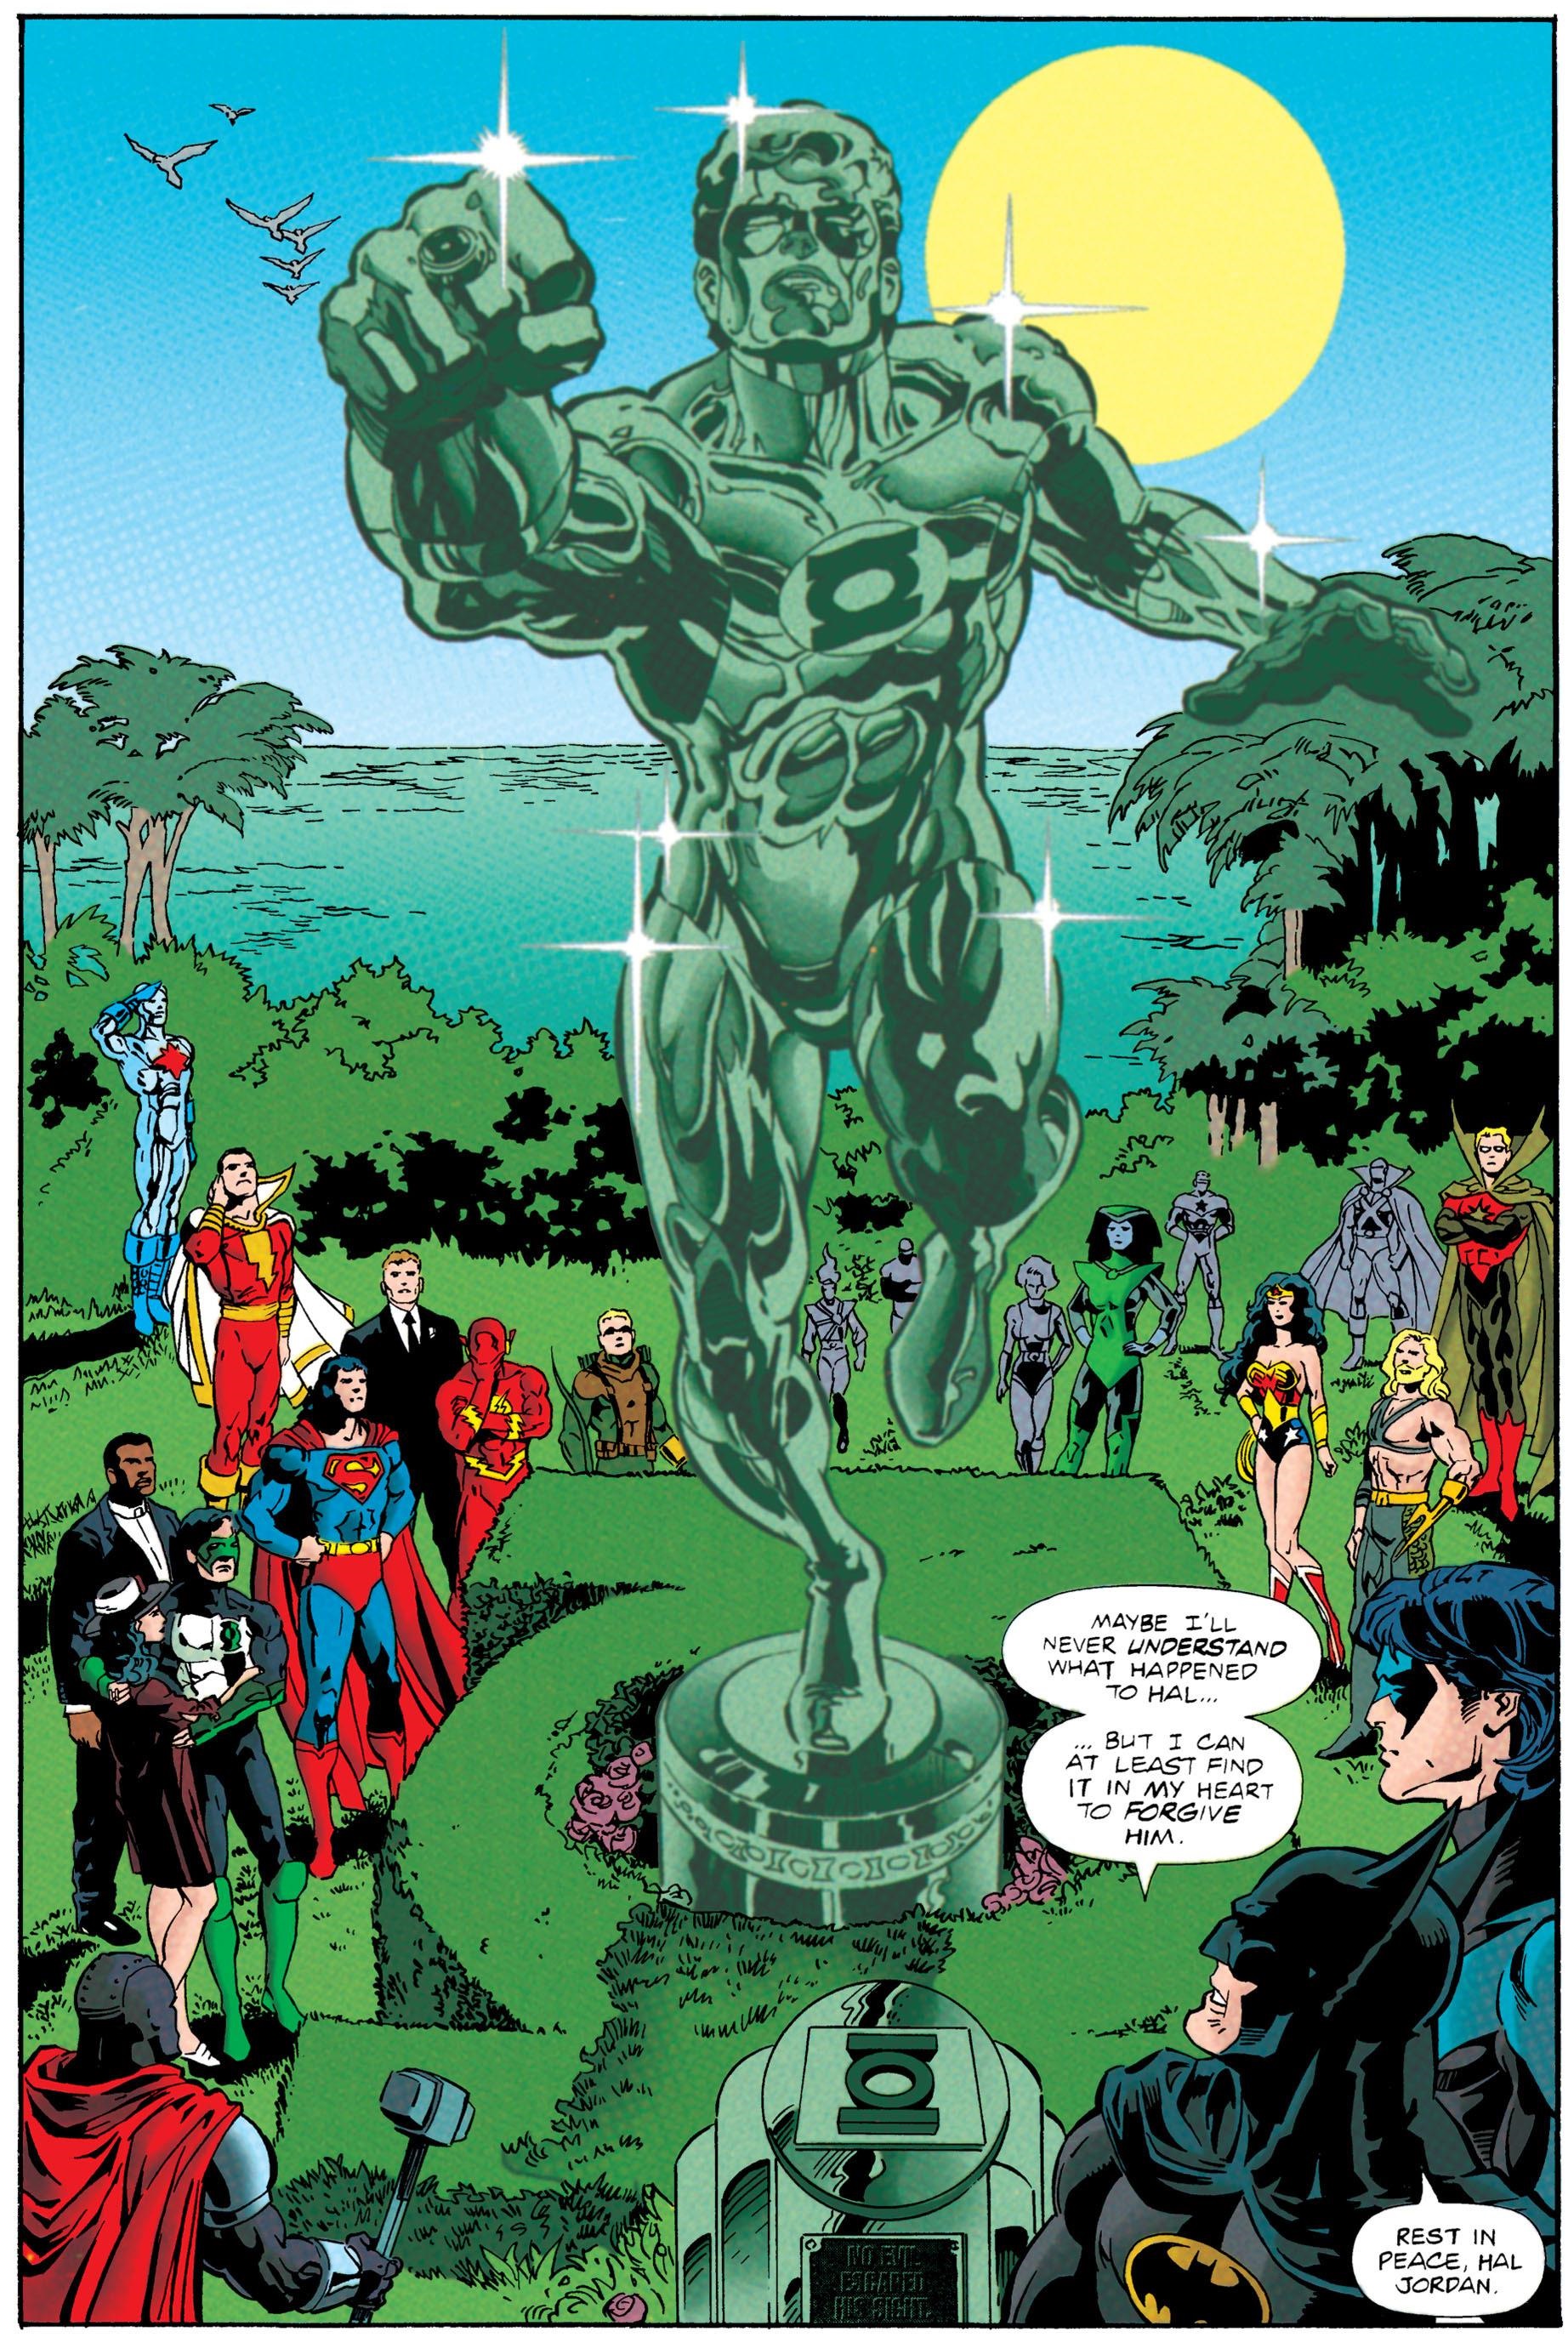 MAYBE I'LL
NEVER UNDERSTAND
WHAT HAPPENED
TO HAL...
... BUT I CAN
AT LEAST FIND
IT IN MY HEART
TO FORGIVE
HIM.
REST IN
PEACE, HAL
JORDAN.
NO EVIL
ESCAPED
HIS SIGHT.